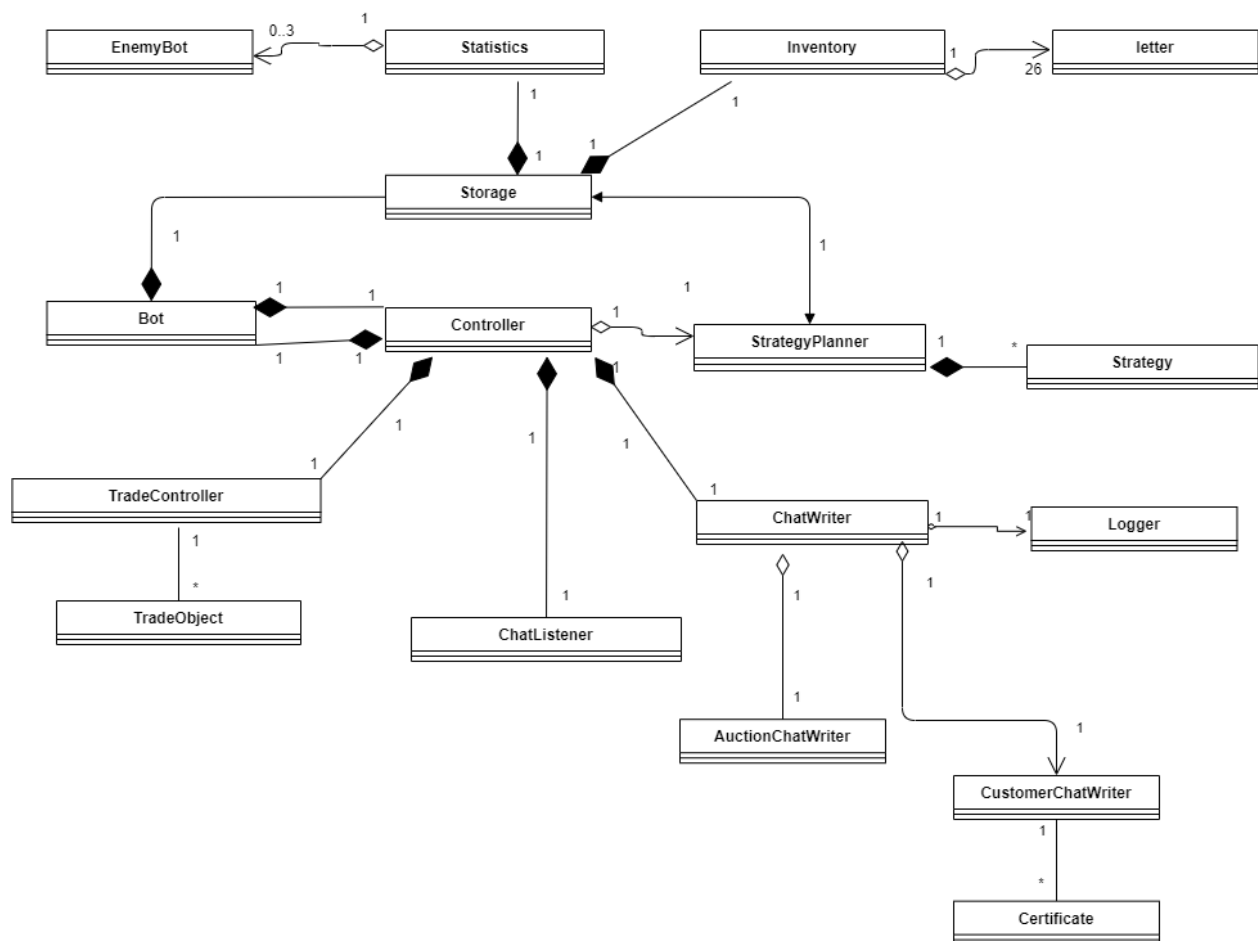 1
0..3
EnemyBot
Statistics
1
Inventory
letter
26
1
1
1
1
Storage
1
1
1
1
1
1
Bot
Controller
StrategyPlanner
1
*
Strategy
1
1
1
1
1
1
1
1
TradeController
1
ChatWriter
1
1
Logger
1
*
TradeObject
1
ChatListener
1
1
1
AuctionChatWriter
1
CustomerChatWriter
1
*
Certificate